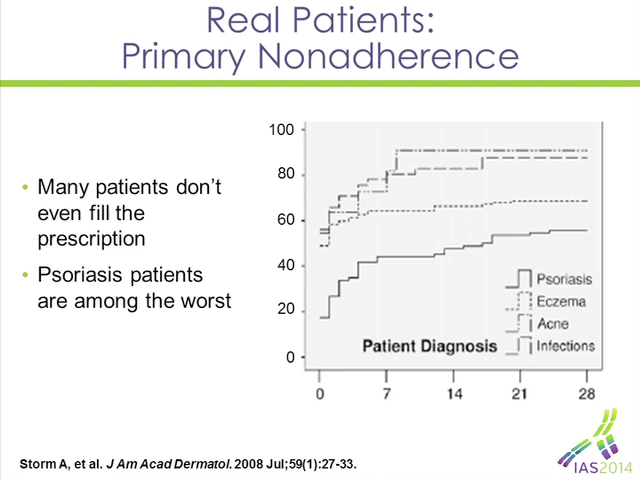 Real Patients:
Primary Nonadherence
• Many patients don’t
even fill the
prescription
• Psoriasis patients
are among the worst
100
80
60
40
20
0
Psoriasis
Eczema
Acne
Infections
Patient Diagnosis
0 7 14 21 28
Storm A, et al. J Am Acad Dermatol. 2008 Jul;59(1):27-33.
IAS2014